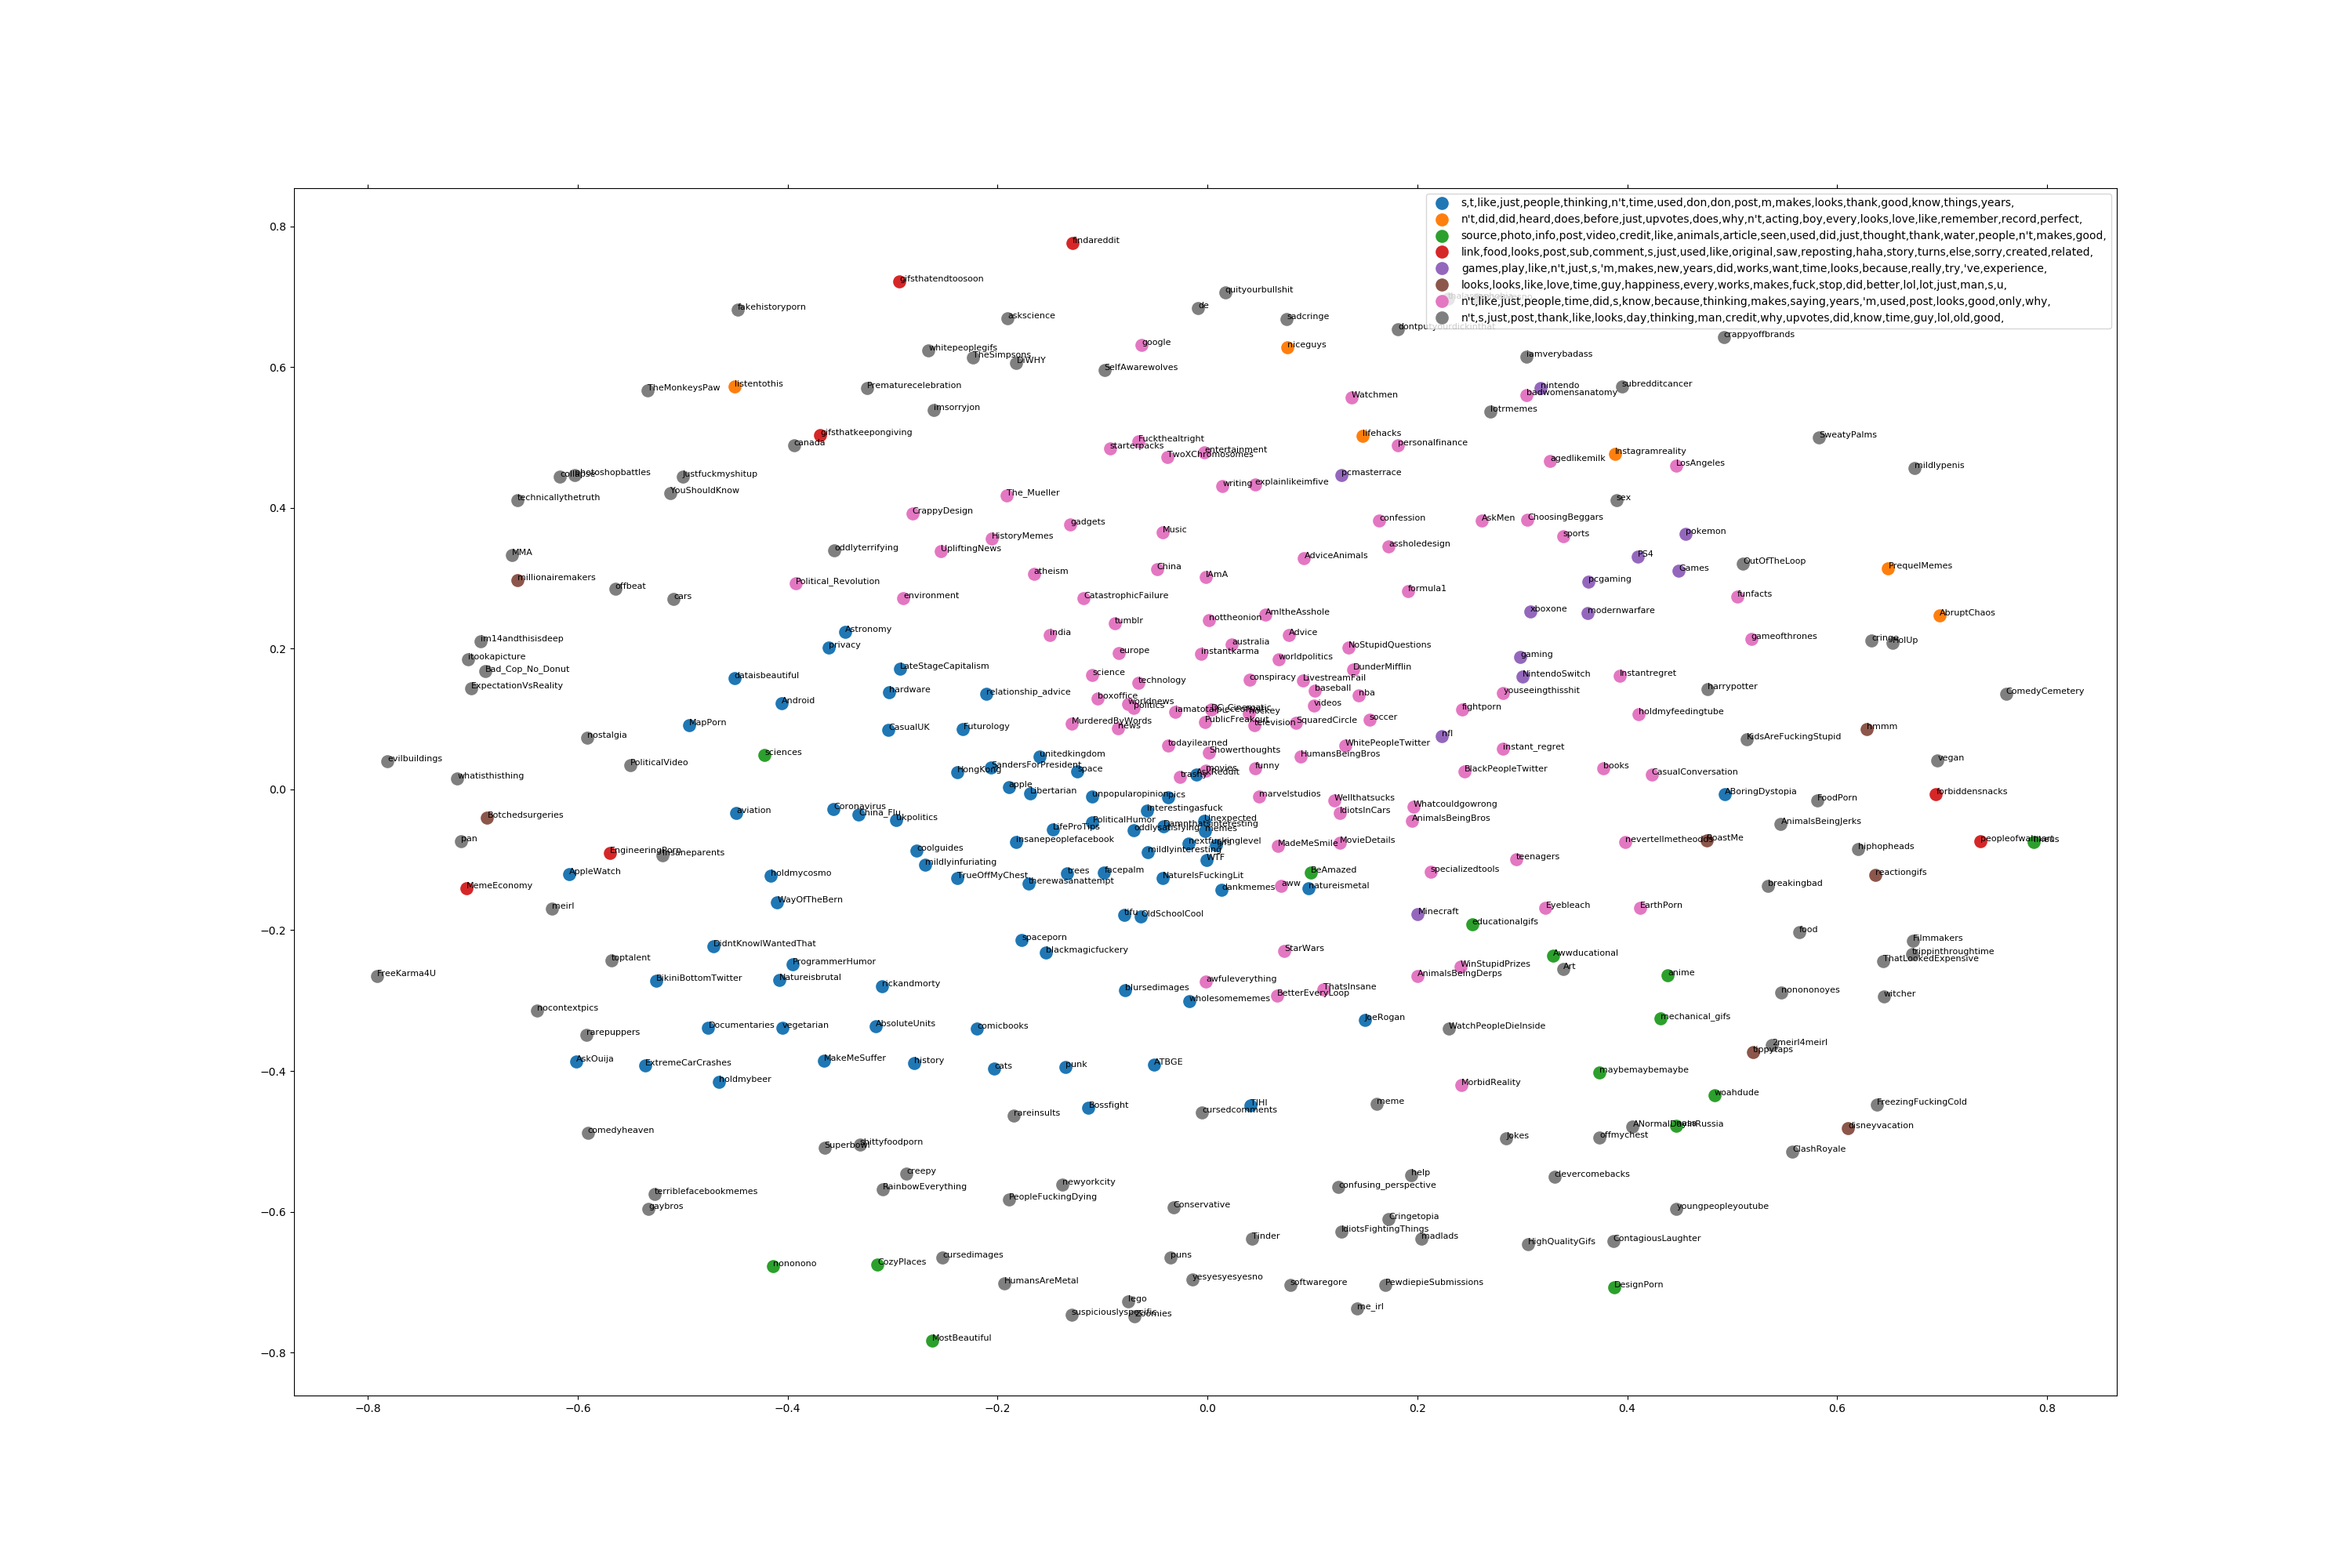 s,t,like,just,people,thinking,n't,time,used,don,don,post,m,makes,looks,thank,good,know,things,years,
n't,did,did,heard,does,before,just,upvotes,does,why,n't,acting,boy,every,looks,love,like,remember,record,perfect,
source,photo,info,post,video,credit,like,animals,article,seen,used,did,just,thought,thank,water,people,n't,makes,good,
link,food,looks,post,sub,comment,s,just,used,like,original,saw,reposting,haha,story,turns,else,sorry,created,related,
games,play,like,n't,just,s,'m,makes,new,years,did,works,want,time,looks,because,really,try,'ve,experience,
looks,looks,like,love,time,guy,happiness,every,works,makes,fuck,stop,did,better,lol,lot,just,man,s,u,
n't,like,just,people,time,did,s,know,because,thinking,makes,saying,years,'m,used,post,looks,good,only,why,
n't,s,just,post,thank,like,looks,day,thinking,man,credit,why,upvotes,did,know,time,guy,lol,old,good,
0.8
findareddit
gifsthatendtoosoon
quityourbullshit
fakehistoryporn
de
askscience
sadcringe
crappyoffbrands
google
niceguys
whitepeoplegifs
TheSimpsons
DiWHY
iamverybadass
0.6
SelfAwarewolves
TheMonkeysPaw
listentothis
Prematurecelebration
nintendo
subredditcancer
badwomensanatomy
Watchmen
imsorryjon
lotrmemes
gifsthatkeepongiving
canada
Fuckthealtright
starterpacks
entertainment
TwoXChromosomes
lifehacks
personalfinance
SweatyPalms
agedlikemilk
Instagramreality
LosAngeles
mildlypenis
photoshopbattles
Justfuckmyshitup
pcmasterrace
YouShouldKnow
technicallythetruth
The_Mueller
writing
explainlikeimfive
sex
0.4
CrappyDesign
gadgets
Music
confession
AskMen
ChoosingBeggars
sports
pokemon
HistoryMemes
UpliftingNews
oddlyterrifying
assholedesign
MMA
AdviceAnimals
PS4
Games
OutOfTheLoop
PrequelMemes
millionairemakers
offbeat
cars
Political_Revolution
atheism
China
IAmA
pcgaming
environment
CatastrophicFailure
formula1
funfacts
xboxone
modernwarfare
AbruptChaos
tumblr
nottheonion
AmItheAsshole
Astronomy
privacy
india
Advice
australia
gameofthrones
cringe
HolUp
im14andthisisdeep
0.2
itookapicture
Bad_Cop_No_Donut
ExpectationVsReality
europe
instantkarma
worldpolitics
NoStupidQuestions
gaming
LateStageCapitalism
dataisbeautiful
science
technology
conspiracy
LivestreamFail
DunderMifflin
NintendoSwitch
Instantregret
hardware
relationship_advice
Android
boxoffice
worldnews
politics
baseball
nba
videos
youseeingthisshit
harrypotter
ComedyCemetery
MapPorn
CasualUK
Futurology
MurderedByWords
news
DC_Cinematic
hockey
PublicFreakout
television
SquaredCircle
soccer
fightporn
holdmyfeedingtube
hmmm
nostalgia
sciences
todayilearned
Showerthoughts
WhitePeopleTwitter
nfl
instant_regret
KidsAreFuckingStupid
evilbuildings
PoliticalVideo
whatisthisthing
unitedkingdom
HongKong
SandersForPresident
space
AskReddit
movies
trashy
funny
HumansBeingBros
BlackPeopleTwitter
books
CasualConversation
vegan
0.0
apple
Libertarian
unpopularopinion
pics
marvelstudios
Wellthatsucks
Whatcouldgowrong
ABoringDystopia
FoodPorn
forbiddensnacks
Botchedsurgeries
aviation
Coronavirus
China_Flu
ukpolitics
interestingasfuck
IdiotsInCars
AnimalsBeingBros
AnimalsBeingJerks
LifeProTips
PoliticalHumor
oddlysatisfying
Damnthatsinteresting
Unexpected
memes
pan
EngineeringPorn
insaneparents
coolguides
insanepeoplefacebook
mildlyinteresting
nextfuckinglevel
MadeMeSmile
MovieDetails
nevertellmetheodds
RoastMe
hiphopheads
peopleofwalmart
MemeEconomy
AppleWatch
holdmycosmo
mildlyinfuriating
TrueOffMyChest
therewasanattempt
trees
facepalm
NatureIsFuckingLit
WTF
BeAmazed
aww
natureismetal
dankmemes
specializedtools
teenagers
breakingbad
reactiongifs
meirl
WayOfTheBern
tifu
OldSchoolCool
Minecraft
educationalgifs
Eyebleach
EarthPorn
−0.2
DidntKnowIWantedThat
toptalent
spaceporn
blackmagicfuckery
StarWars
Awwducational
Art
food
Filmmakers
trippinthroughtime
ThatLookedExpensive
FreeKarma4U
BikiniBottomTwitter
ProgrammerHumor
Natureisbrutal
rickandmorty
awfuleverything
WinStupidPrizes
AnimalsBeingDerps
anime
blursedimages
wholesomememes
BetterEveryLoop
ThatsInsane
nonononoyes
witcher
nocontextpics
rarepuppers
Documentaries
vegetarian
AbsoluteUnits
comicbooks
JoeRogan
WatchPeopleDieInside
mechanical_gifs
2meirl4meirl
tippytaps
AskOuija
ExtremeCarCrashes
MakeMeSuffer
history
cats
punk
ATBGE
−0.4
holdmybeer
MorbidReality
maybemaybemaybe
woahdude
Bossfight
rareinsults
cursedcomments
TIHI
meme
FreezingFuckingCold
comedyheaven
Superbowl
shittyfoodporn
Jokes
offmychest
disneyvacation
ClashRoyale
creepy
RainbowEverything
newyorkcity
PeopleFuckingDying
help
confusing_perspective
clevercomebacks
terriblefacebookmemes
gaybros
Conservative
Cringetopia
IdiotsFightingThings
madlads
youngpeopleyoutube
−0.6
Tinder
HighQualityGifs
ContagiousLaughter
nononono
CozyPlaces
cursedimages
puns
HumansAreMetal
yesyesyesyesno
softwaregore
PewdiepieSubmissions
DesignPorn
lego
suspiciouslyspecific
Zoomies
me_irl
MostBeautiful
−0.8
−0.8 −0.6 −0.4 −0.2 0.0 0.2 0.4 0.6 0.8